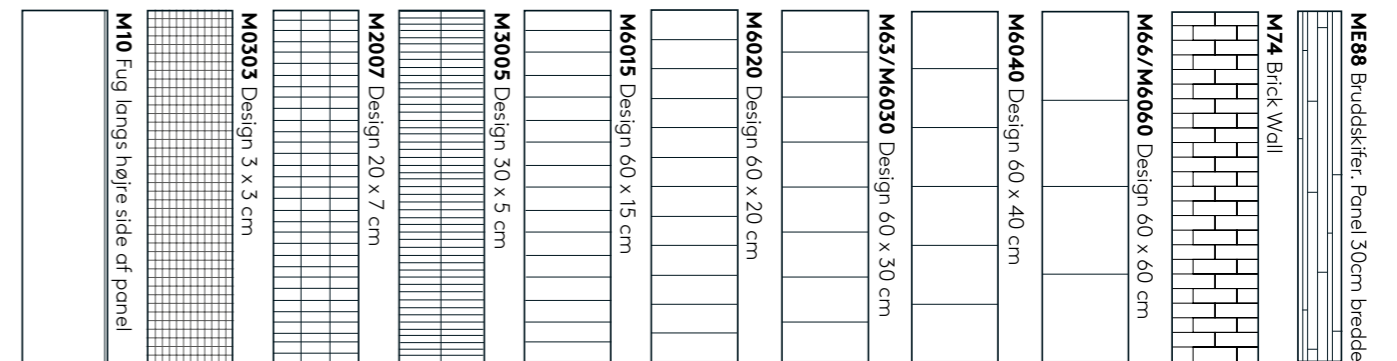 M10 Fug langs højre side af panel
M0303 Design 3 x 3 cm
M2007 Design 20 x 7 cm
M3005 Design 30 x 5 cm
M6015 Design 60 x 15 cm
M6020 Design 60 x 20 cm
M63/M6030 Design 60 x 30 cm
M6040 Design 60 x 40 cm
M66/M6060 Design 60 x 60 cm
M74 Brick Wall
ME88 Bruddskifer. Panel 30cm bredde